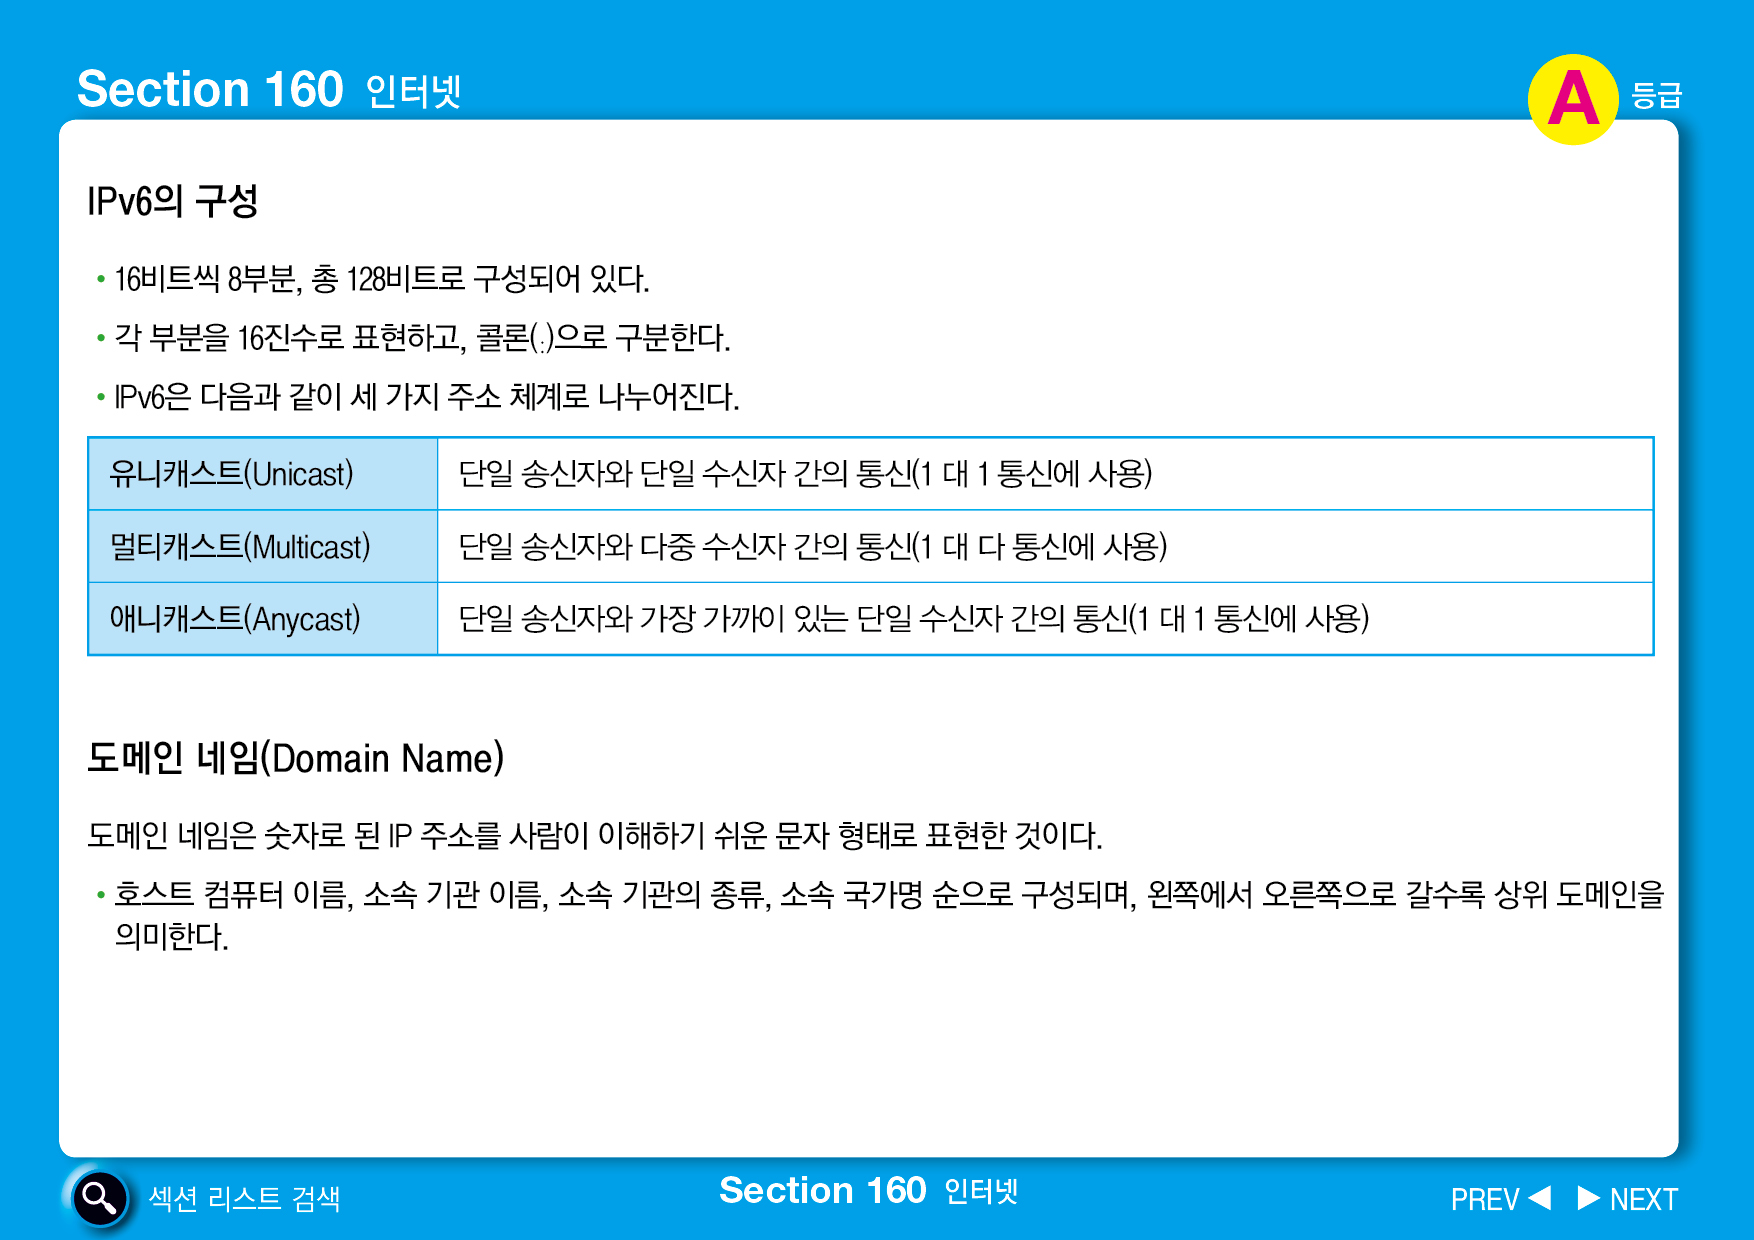 Section 160 인터넷
A 등급
IPv6의 구성
• 16비트씩 8부분, 총 128비트로 구성되어 있다.
• 각 부분을 16진수로 표현하고, 콜론(:)으로 구분한다.
• IPv6은 다음과 같이 세 가지 주소 체계로 나누어진다.
유니캐스트(Unicast) 단일 송신자와 단일 수신자 간의 통신(1 대 1 통신에 사용)
멀티캐스트(Multicast) 단일 송신자와 다중 수신자 간의 통신(1 대 다 통신에 사용)
애니캐스트(Anycast) 단일 송신자와 가장 가까이 있는 단일 수신자 간의 통신(1 대 1 통신에 사용)
도메인 네임(Domain Name)
도메인 네임은 숫자로 된 IP 주소를 사람이 이해하기 쉬운 문자 형태로 표현한 것이다.
• 호스트 컴퓨터 이름, 소속 기관 이름, 소속 기관의 종류, 소속 국가명 순으로 구성되며, 왼쪽에서 오른쪽으로 갈수록 상위 도메인을
의미한다.
섹션 리스트 검색
Section 160 인터넷
PREV ◀ ▶ NEXT